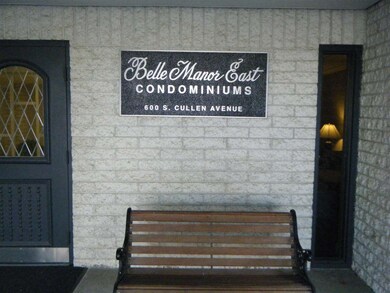 Belle Manor East
CONDOMINIUMS
600 S. CULLEN AVENUE